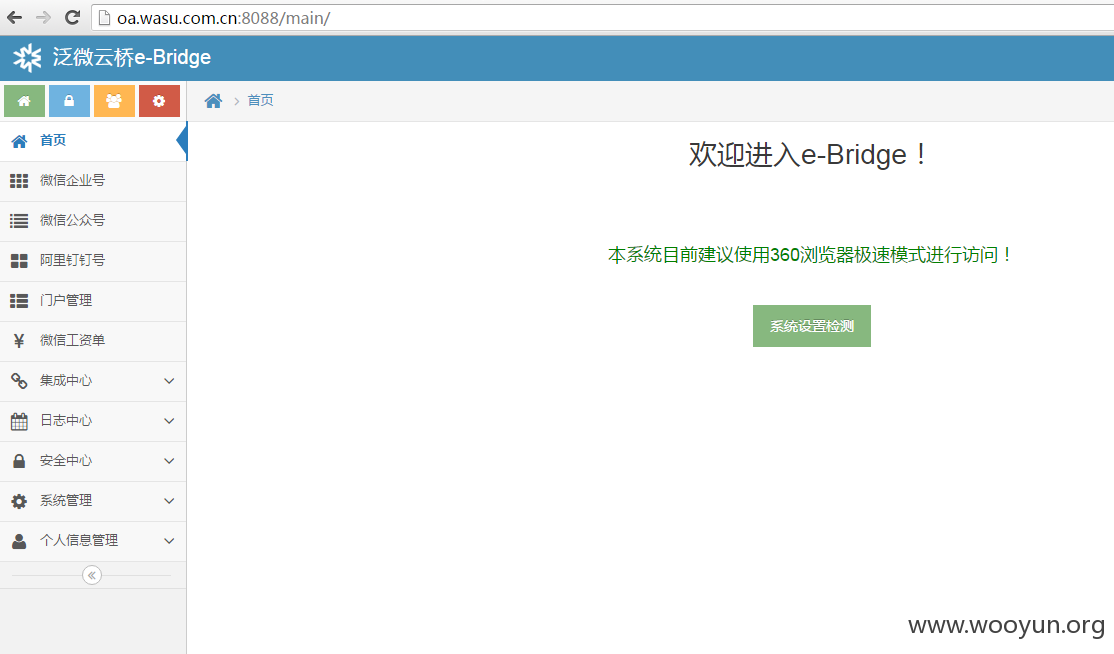 oa.wasu.com.cn:8088/main/
泛微云桥e-Bridge
首页
首页
欢迎进入e-Bridge！
微信企业号
微信公众号
本系统目前建议使用360浏览器极速模式进行访问！
阿里钉钉号
门户管理
系统设置检测
微信工资单
集成中心
日志中心
安全中心
系统管理
个人信息管理
www.wooyun.org